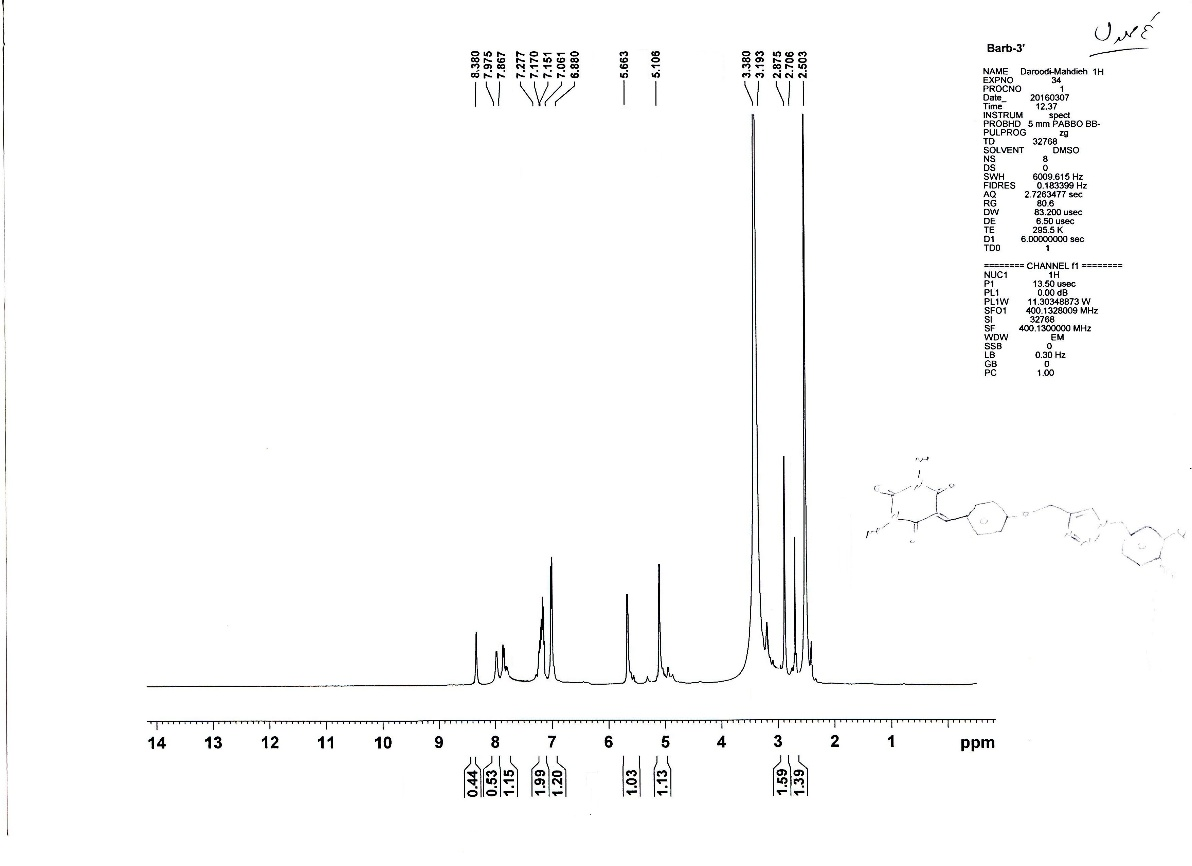 Barb-3'
NAME Daroodi-Mahdieh 1H
EXPNO 34
PROCNO 1
Date_ 20160307
Time 12.37
INSTRUM spect
PROBHD 5 mm PABBO BB-
PULPROG zg
TD 32768
SOLVENT DMSO
NS 8
DS 0
SWH 6009.615 Hz
FIDRES 0.183399 Hz
AQ 2.7263477 sec
RG 80.6
DW 83.200 usec
DE 6.50 usec
TE 295.5 K
D1 6.00000000 sec
TD0 1
======== CHANNEL f1 ========
NUC1 1H
P1 13.50 usec
PL1 0.00 dB
PL1W 11.30348873 W
SFO1 400.1328009 MHz
SI 32768
SF 400.1300000 MHz
WDW EM
SSB 0
LB 0.30 Hz
GB 0
PC 1.00
8.380
7.975
7.867
7.277
7.170
7.151
7.061
6.880
5.663
5.106
3.380
3.193
2.875
2.706
2.503
14 13 12 11 10 9 8 7 6 5 4 3 2 1 ppm
0.44
0.53
1.15
1.99
1.20
1.03
1.13
1.59
1.39